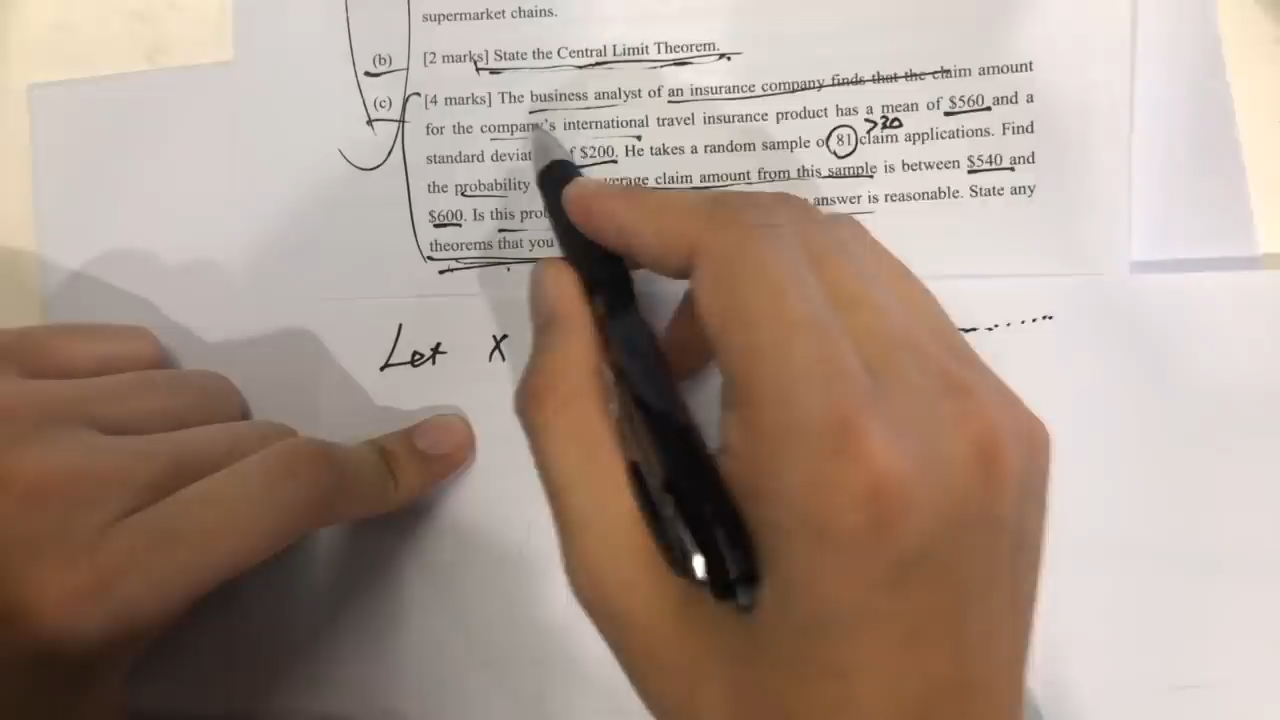 supermarket chains.
(b) [2 marks] State the Central Limit Theorem.
(c) [4 marks] The business analyst of an insurance company finds that the claim amount
for the company's international travel insurance product has a mean of $560 and a
>30
standard $200. He takes a random sample of 81 claim applications. Find
the probability average claim amount from this sample is between $540 and
$600. Is this answer is reasonable. State any
theorems that you
Let X